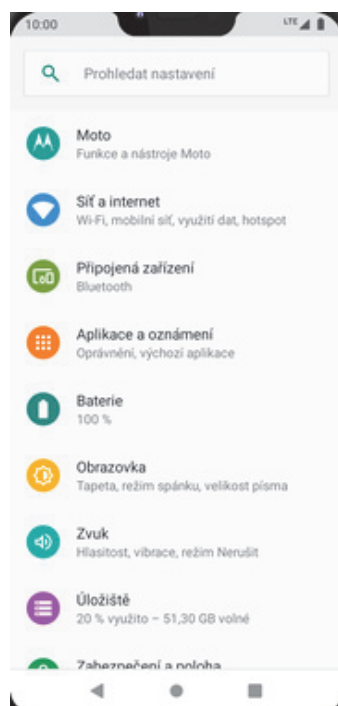 10:00
LTE
Prohledat nastavení
Moto
Funkce a nástroje Moto
Síť a internet
Wi-Fi, mobilní síť, využití dat, hotspot
Připojená zařízení
Bluetooth
Aplikace a oznámení
Oprávnění, výchozí aplikace
Baterie
100 %
Obrazovka
Tapeta, režim spánku, velikost písma
Zvuk
Hlasitost, vibrace, režim Nerušit
Úložiště
20 % využito – 51,30 GB volné
Zabezpečení a poloha